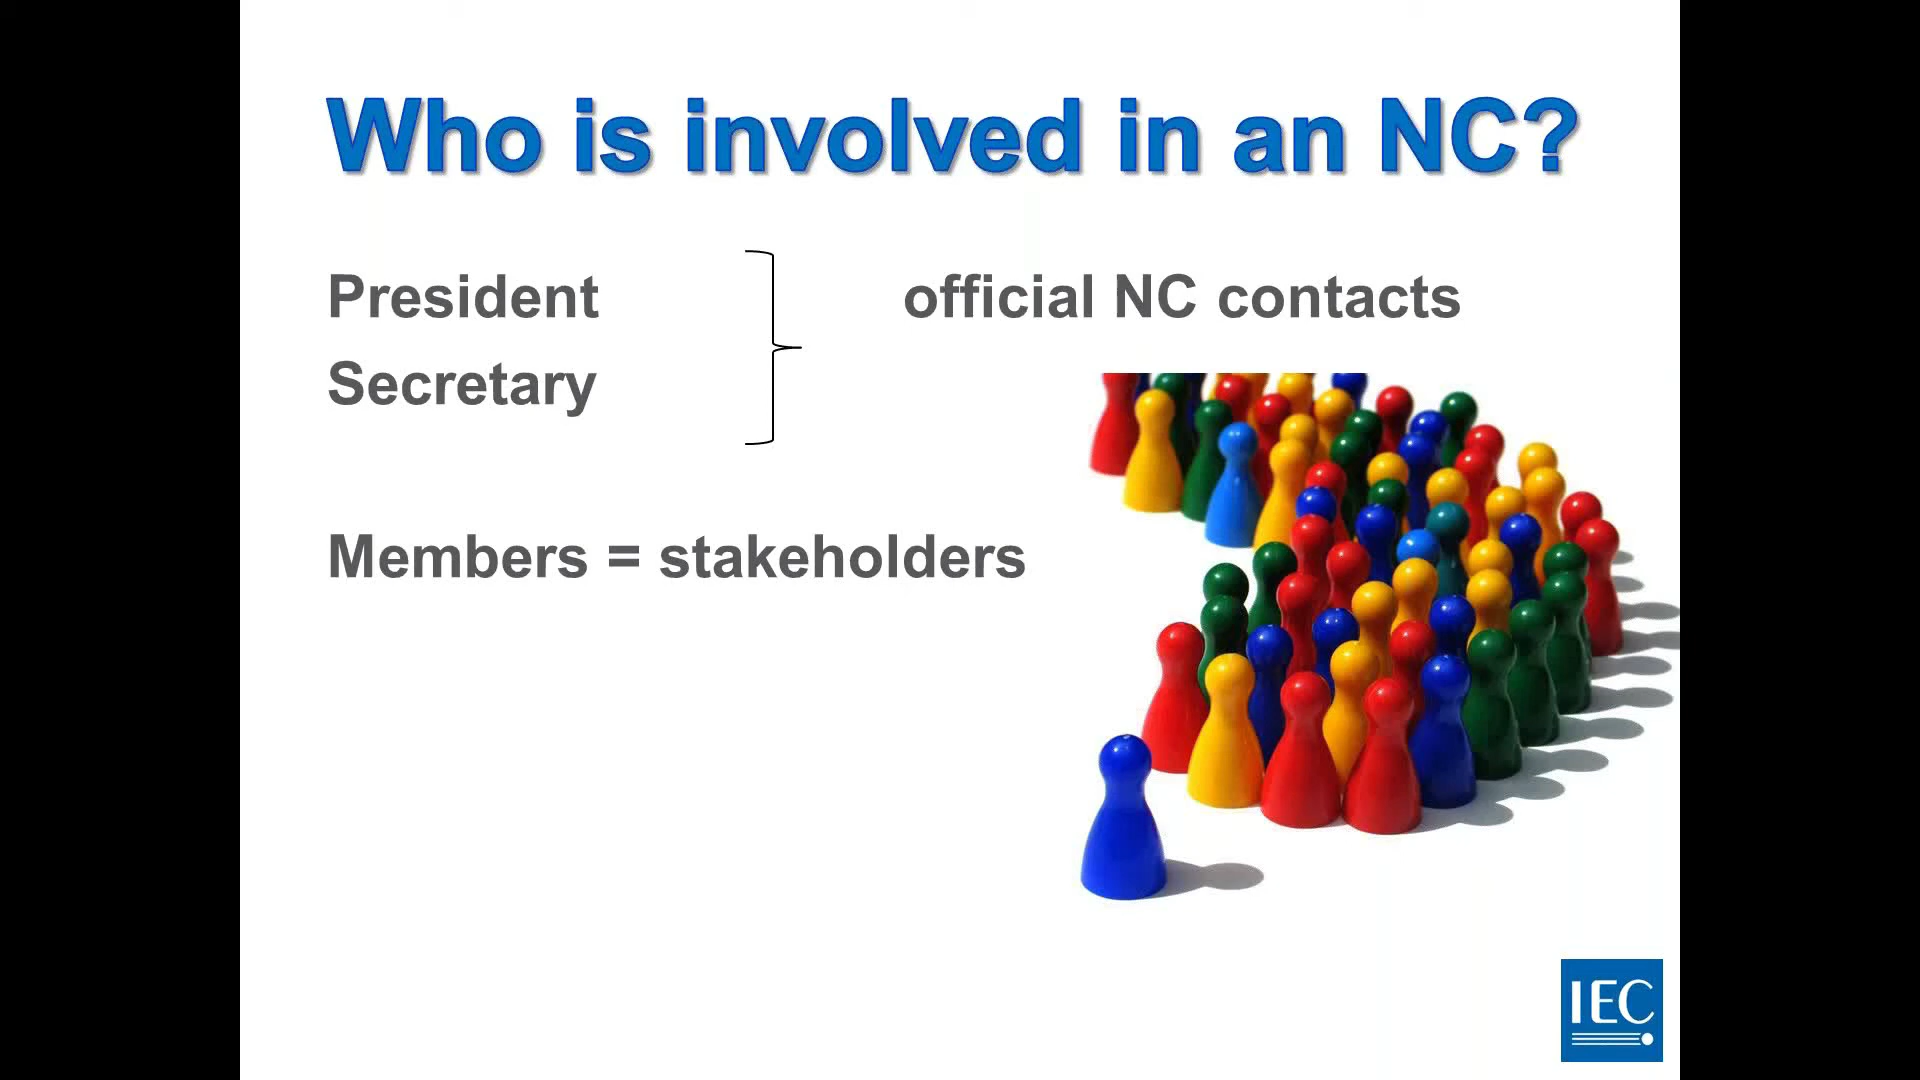 Who is involved in an NC?
President
official NC contacts
Secretary
Members = stakeholders
IEC